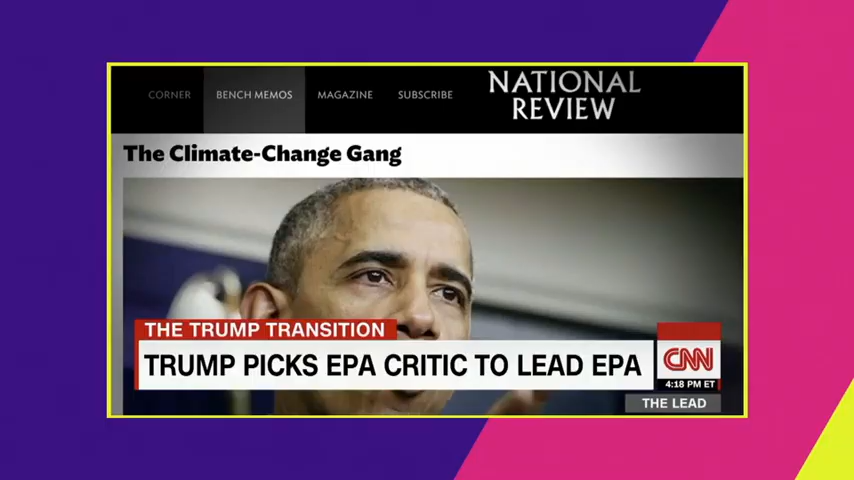 CORNER
BENCH MEMOS
MAGAZINE
SUBSCRIBE
NATIONAL
REVIEW
The Climate-Change Gang
THE TRUMP TRANSITION
TRUMP PICKS EPA CRITIC TO LEAD EPA
CNN
4:18 PM ET
THE LEAD